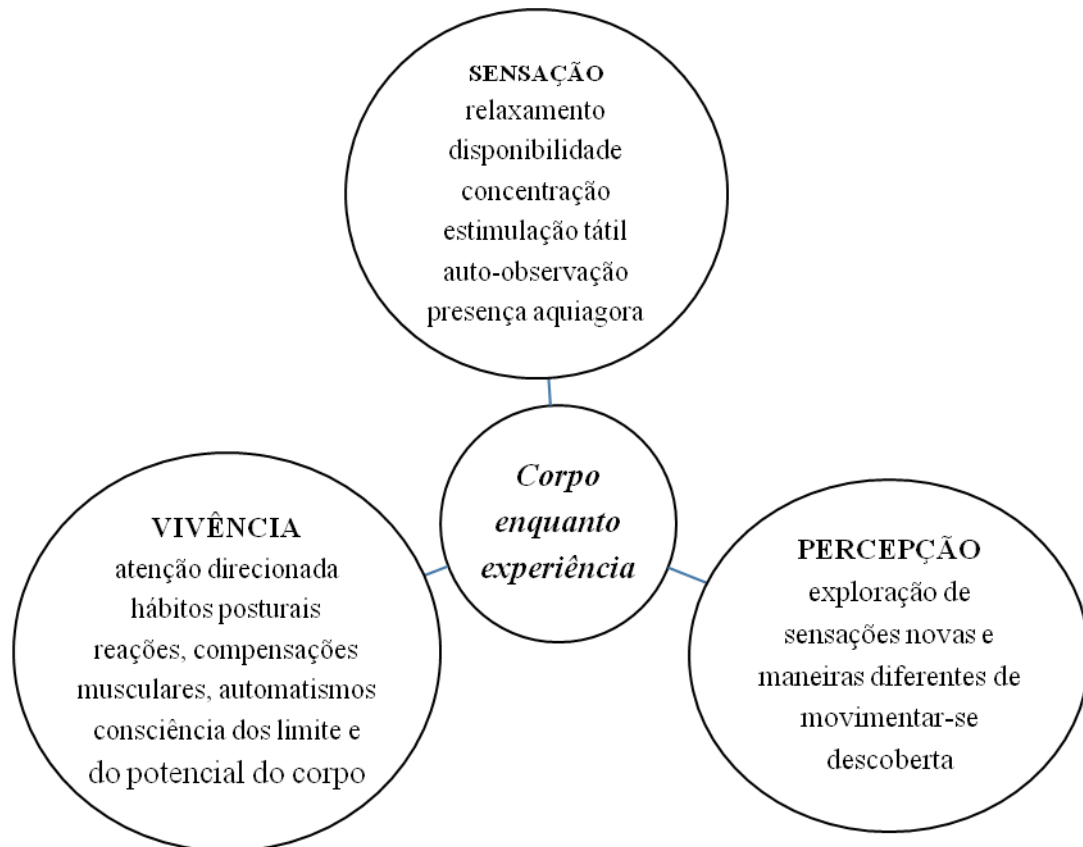 SENSAÇÃO
relaxamento
disponibilidade
concentração
estimulação tátil
auto-observação
presença aquiagora
Corpo
enquanto
experiência
VIVÊNCIA
atenção direcionada
hábitos posturais
reações, compensações
musculares, automatismos
consciência dos limite e
do potencial do corpo
PERCEPÇÃO
exploração de
sensações novas e
maneiras diferentes de
movimentar-se
descoberta